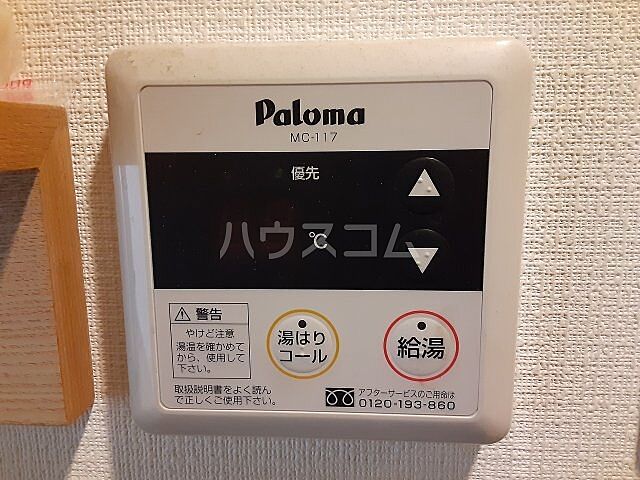 Paloma
MC-117
優先
℃
ハウスコム
⚠ 警告
やけど注意
湯温を確かめて
から、使用して
下さい。
取扱説明書をよく読ん
で正しくご使用下さい。
湯はり
コール
給湯
アフターサービスのご用命は
0120-193-860